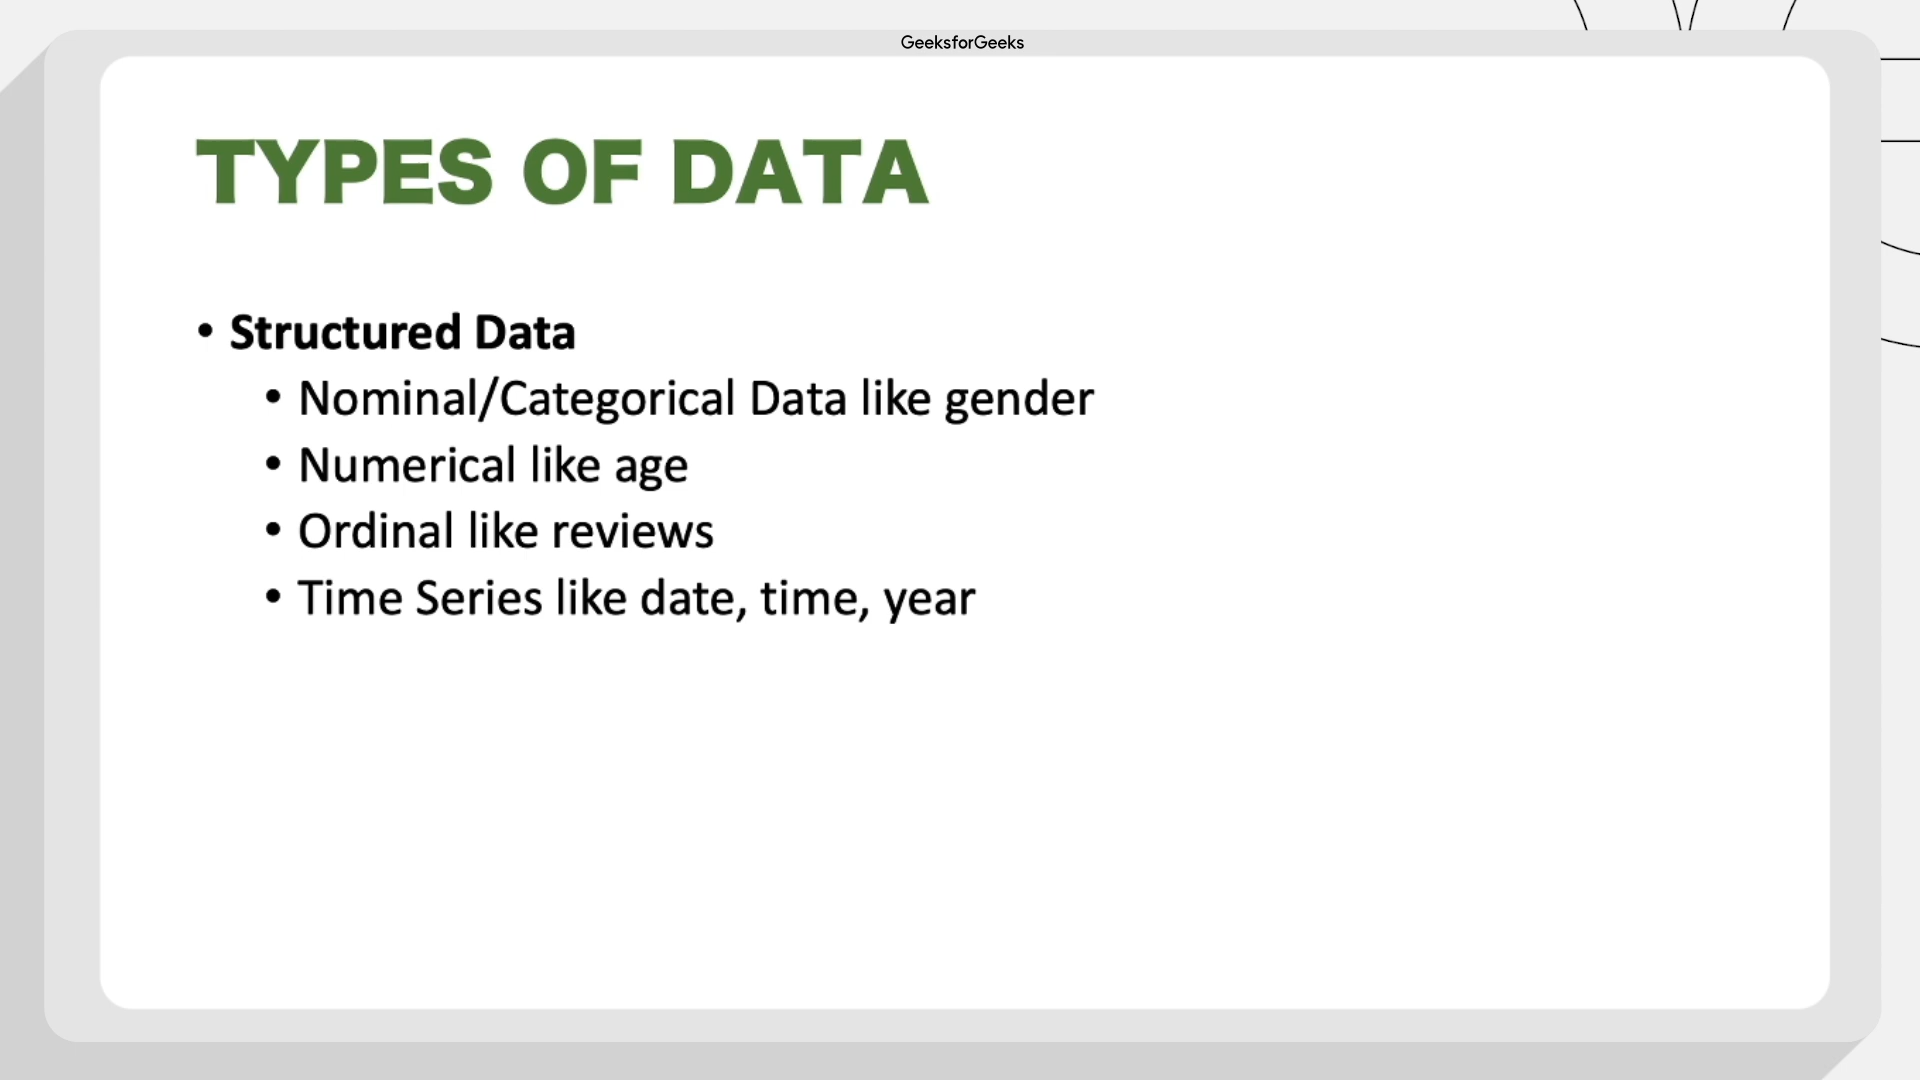 GeeksforGeeks
TYPES OF DATA
• Structured Data
• Nominal/Categorical Data like gender
• Numerical like age
• Ordinal like reviews
• Time Series like date, time, year